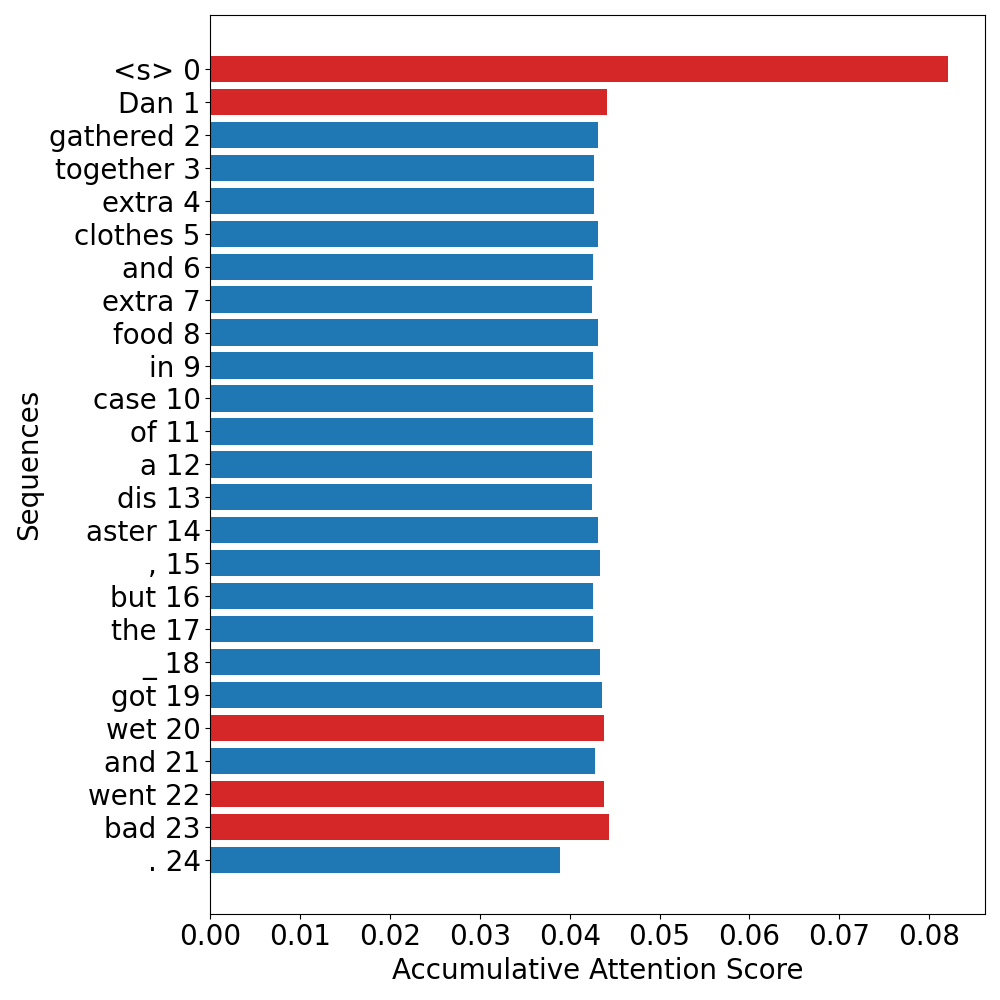 <s> 0
Dan 1
gathered 2
together 3
extra 4
clothes 5
and 6
extra 7
food 8
in 9
case 10
of 11
a 12
dis 13
aster 14
, 15
but 16
the 17
_ 18
got 19
wet 20
and 21
went 22
bad 23
. 24
Sequences
0.00 0.01 0.02 0.03 0.04 0.05 0.06 0.07 0.08
Accumulative Attention Score